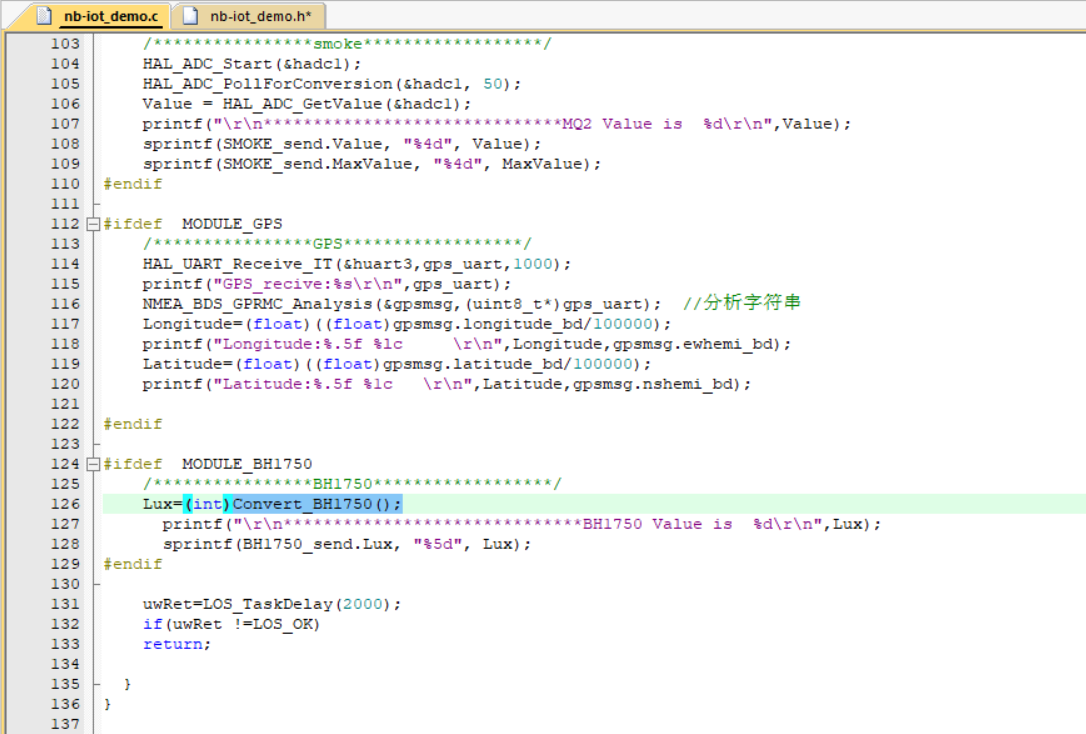 nb-iot_demo.c nb-iot_demo.h*
103 /****************smoke******************/
104 HAL_ADC_Start(&hadc1);
105 HAL_ADC_PollForConversion(&hadc1, 50);
106 Value = HAL_ADC_GetValue(&hadc1);
107 printf("\r\n******************************MQ2 Value is  %d\r\n",Value);
108 sprintf(SMOKE_send.Value, "%4d", Value);
109 sprintf(SMOKE_send.MaxValue, "%4d", MaxValue);
110 #endif
111
112 #ifdef  MODULE_GPS
113 /****************GPS******************/
114 HAL_UART_Receive_IT(&huart3,gps_uart,1000);
115 printf("GPS_recive:%s\r\n",gps_uart);
116 NMEA_BDS_GPRMC_Analysis(&gpsmsg,(uint8_t*)gps_uart);  //分析字符串
117 Longitude=(float)((float)gpsmsg.longitude_bd/100000);
118 printf("Longitude:%.5f %lc     \r\n",Longitude,gpsmsg.ewhemi_bd);
119 Latitude=(float)((float)gpsmsg.latitude_bd/100000);
120 printf("Latitude:%.5f %lc   \r\n",Latitude,gpsmsg.nshemi_bd);
121
122 #endif
123
124 #ifdef  MODULE_BH1750
125 /****************BH1750******************/
126 Lux=(int)Convert_BH1750();
127 printf("\r\n******************************BH1750 Value is  %d\r\n",Lux);
128 sprintf(BH1750_send.Lux, "%5d", Lux);
129 #endif
130
131 uwRet=LOS_TaskDelay(2000);
132 if(uwRet !=LOS_OK)
133 return;
134
135 }
136 }
137